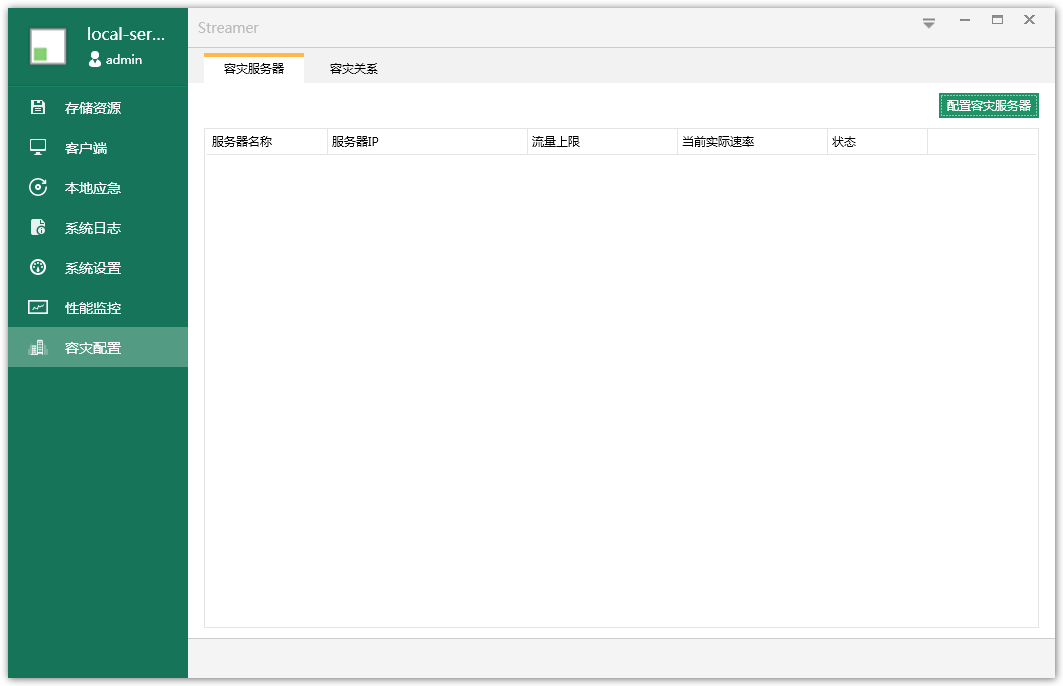 local-ser...
admin
Streamer
存储资源
客户端
本地应急
系统日志
系统设置
性能监控
容灾配置
容灾服务器 容灾关系
配置容灾服务器
服务器名称 服务器IP 流量上限 当前实际速率 状态